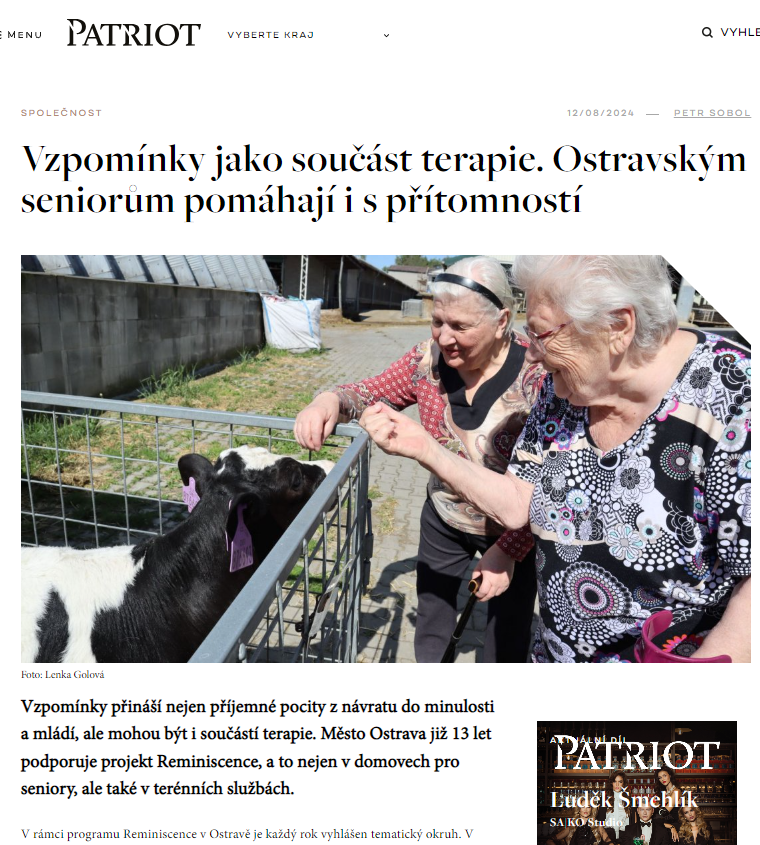 MENU PATRIOT VYBERTE KRAJ VYHLE
SPOLEČNOST 12/08/2024 — PETR SOBOL
Vzpomínky jako součást terapie. Ostravským
seniorům pomáhají i s přítomností
Foto: Lenka Golová
Vzpomínky přináší nejen příjemné pocity z návratu do minulosti
a mládí, ale mohou být i součástí terapie. Město Ostrava již 13 let
podporuje projekt Reminiscence, a to nejen v domovech pro
seniory, ale také v terénních službách.
V rámci programu Reminiscence v Ostravě je každý rok vyhlášen tematický okruh. V
AKTUÁLNÍ DÍL
PATRIOT
Luděk Šmehlík
SA KO Studio